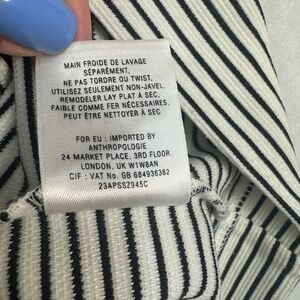 MAIN FROIDE DE LAVAGE
SÉPARÉMENT,
NE PAS TORDRE OU TWIST,
UTILISEZ SEULEMENT NON-JAVEL.
REMODELER LAY PLAT À SEC,
FAIBLE COMME FER NÉCESSAIRES.
PEUT ÊTRE NETTOYER À SEC
FOR EU : IMPORTED BY
ANTHROPOLOGIE
24 MARKET PLACE, 3RD FLOOR.
LONDON, UK W1W8AN
CIF : VAT No. GB 684936382
23APSSZ945C